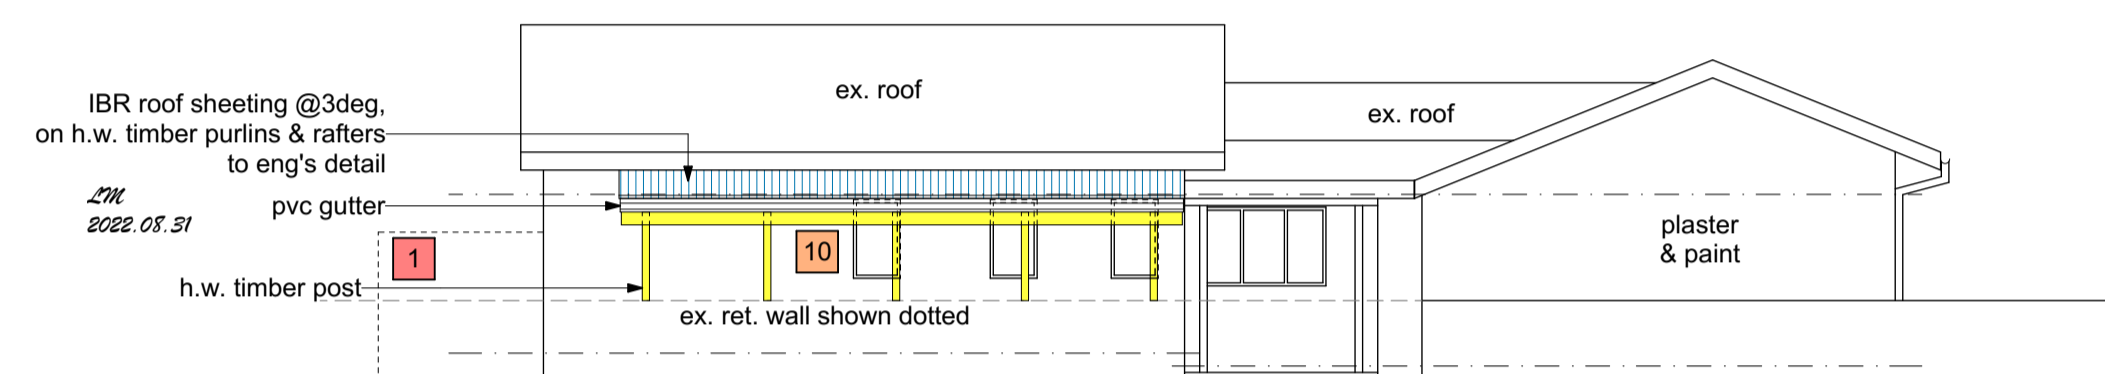 ex. roof
ex. roof
IBR roof sheeting @3deg,
on h.w. timber purlins & rafters
to eng's detail
LM
2022.08.31
pvc gutter
1
10
h.w. timber post
ex. ret. wall shown dotted
plaster
& paint